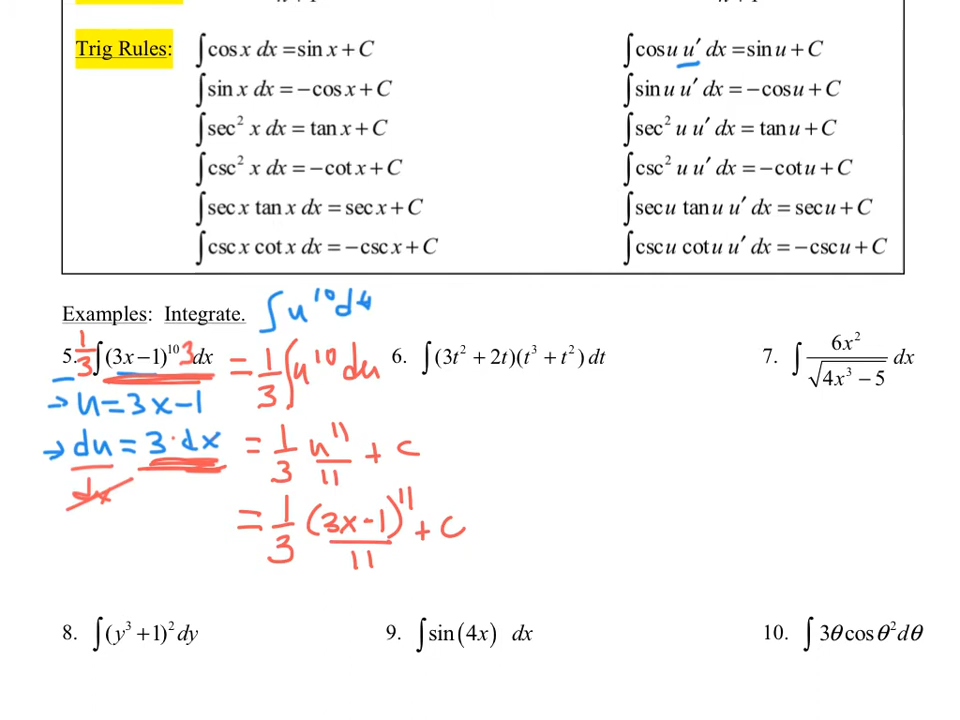 Trig Rules:
∫cos x dx = sin x + C
∫cos u u′ dx = sin u + C
∫sin x dx = −cos x + C
∫sin u u′ dx = −cos u + C
∫sec² x dx = tan x + C
∫sec² u u′ dx = tan u + C
∫csc² x dx = −cot x + C
∫csc² u u′ dx = −cot u + C
∫sec x tan x dx = sec x + C
∫sec u tan u u′ dx = sec u + C
∫csc x cot x dx = −csc x + C
∫csc u cot u u′ dx = −csc u + C
Examples: Integrate.
∫u¹⁰du
5. 1/3 ∫(3x−1)¹⁰ 3dx = 1/3 ∫u¹⁰ du
→ u = 3x−1
→ du = 3·dx
dx
= 1/3 u¹¹/11 + C
= 1/3 (3x−1)¹¹/11 + C
6. ∫(3t² + 2t)(t³ + t²) dt
7. ∫ 6x²/√(4x³ − 5) dx
8. ∫(y³ +1)² dy
9. ∫sin(4x) dx
10. ∫ 3θ cos θ² dθ